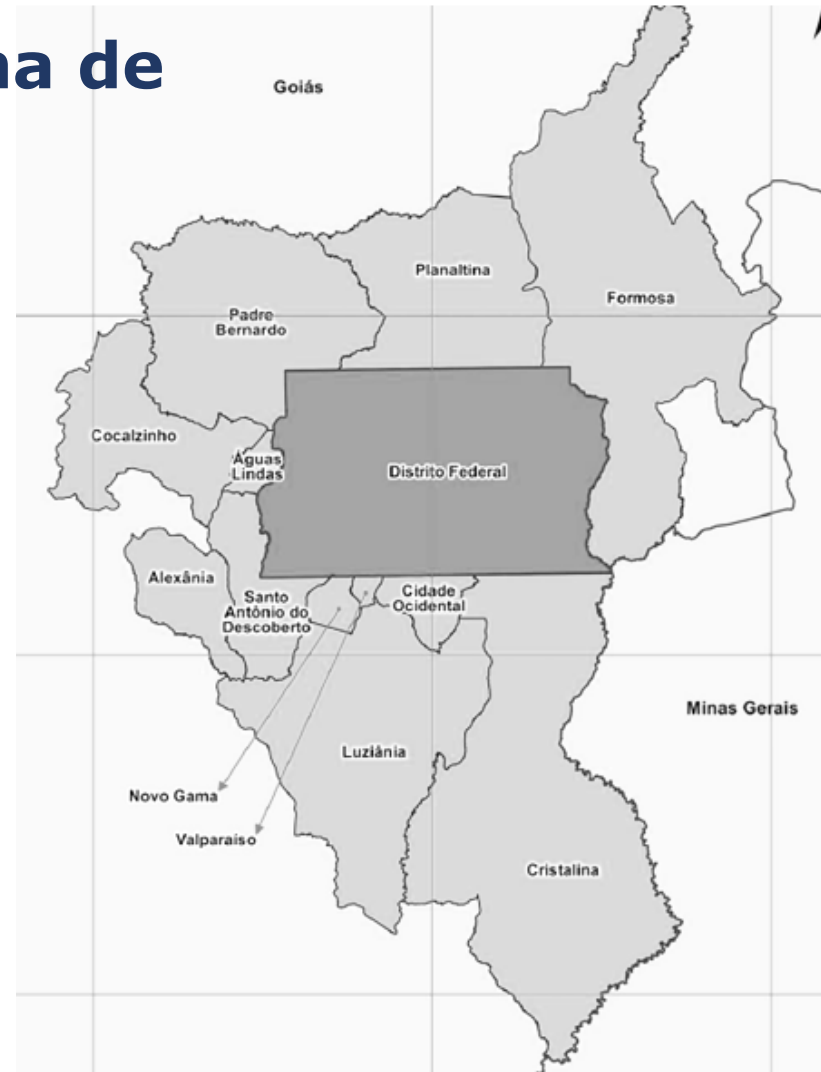 na de
Goiás
Planaltina
Formosa
Padre
Bernardo
Cocalzinho
Águas
Lindas
Distrito Federal
Alexânia
Santo
Antônio do
Descoberto
Cidade
Ocidental
Minas Gerais
Luziânia
Novo Gama
Valparaiso
Cristalina